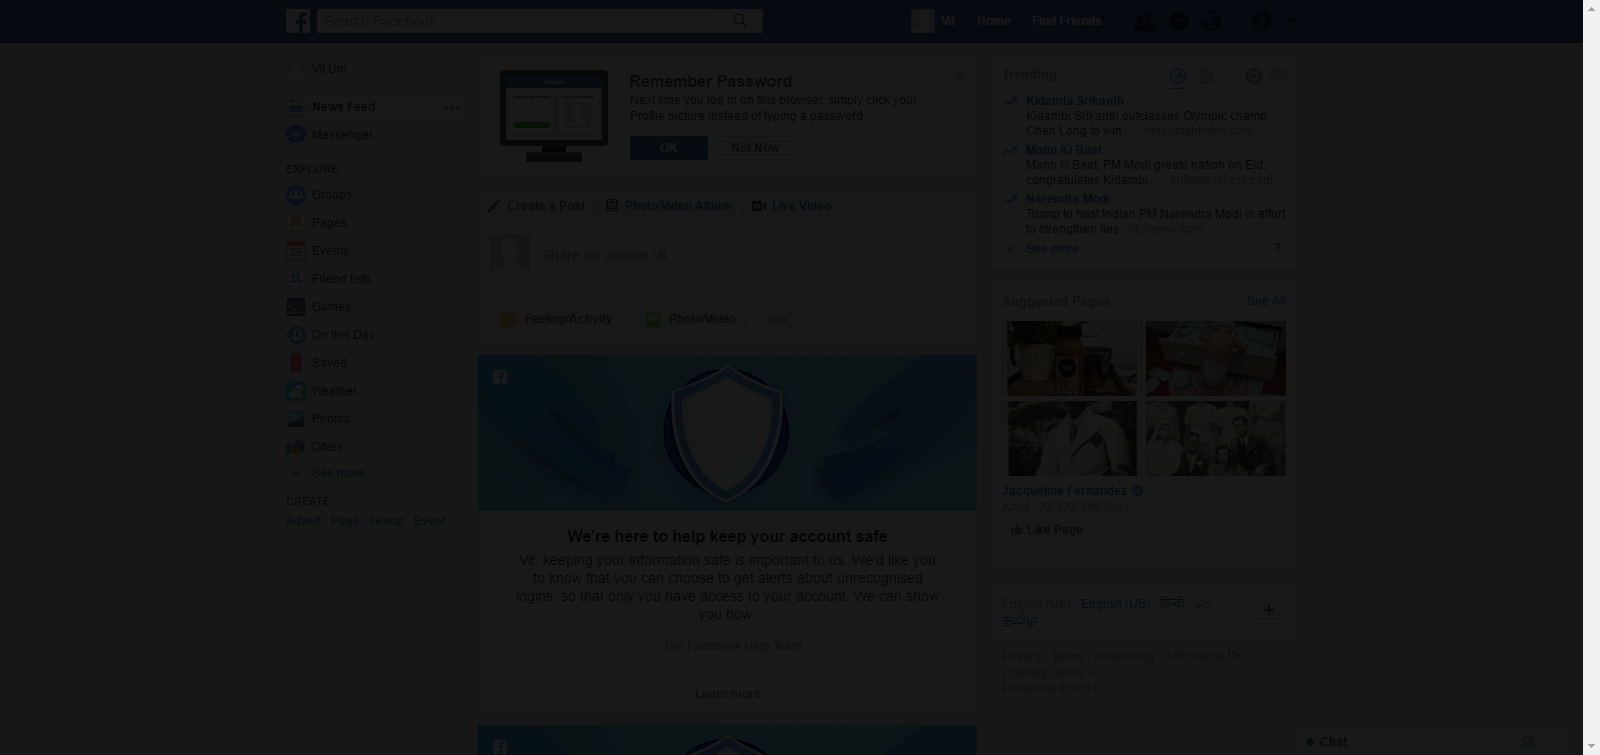 Search Facebook
Vit Home Find Friends
Vit Uni
News Feed
Messenger
EXPLORE
Groups
Pages
Events
Friend lists
Games
On this Day
Saved
Weather
Photos
Offers
See more...
CREATE
Advert · Page · Group · Event
Remember Password
Next time you log in on this browser, simply click your
Profile picture instead of typing a password.
OK Not Now
Create a Post Photo/Video Album Live Video
Share an update Vit.
Feeling/Activity Photo/Video
We're here to help keep your account safe
Vit, keeping your information safe is important to us. We'd like you
to know that you can choose to get alerts about unrecognised
logins, so that only you have access to your account. We can show
you how.
– The Facebook Help Team
Learn more
Trending
Kidambi Srikanth
Kidambi Srikanth outclasses Olympic champ
Chen Long to win... · hindustantimes.com
Mann Ki Baat
Mann ki Baat: PM Modi greets nation on Eid,
congratulates Kidambi... · indianexpress.com
Narendra Modi
Trump to host Indian PM Narendra Modi in effort
to strengthen ties · cbsnews.com
See more ?
Suggested Pages See All
Jacqueline Fernandez
Artist · 22,622,885 likes
Like Page
English (UK) · English (US) · हिन्दी · اردو ·
தமிழ்
+
Privacy · Terms · Advertising · AdChoices
Cookies · More
Facebook © 2017
Chat